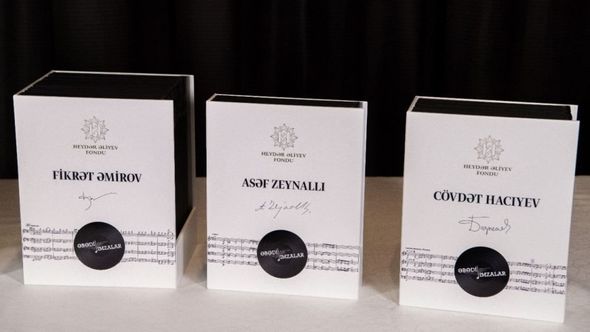 HEYDƏR ƏLİYEV
FONDU
FİKRƏT ƏMİROV
ƏBƏDİ
İMZALAR
HEYDƏR ƏLİYEV
FONDU
ASƏF ZEYNALLI
A Zeynallı
ƏBƏDİ
İMZALAR
HEYDƏR ƏLİYEV
FONDU
CÖVDƏT HACIYEV
ƏBƏDİ
İMZALAR